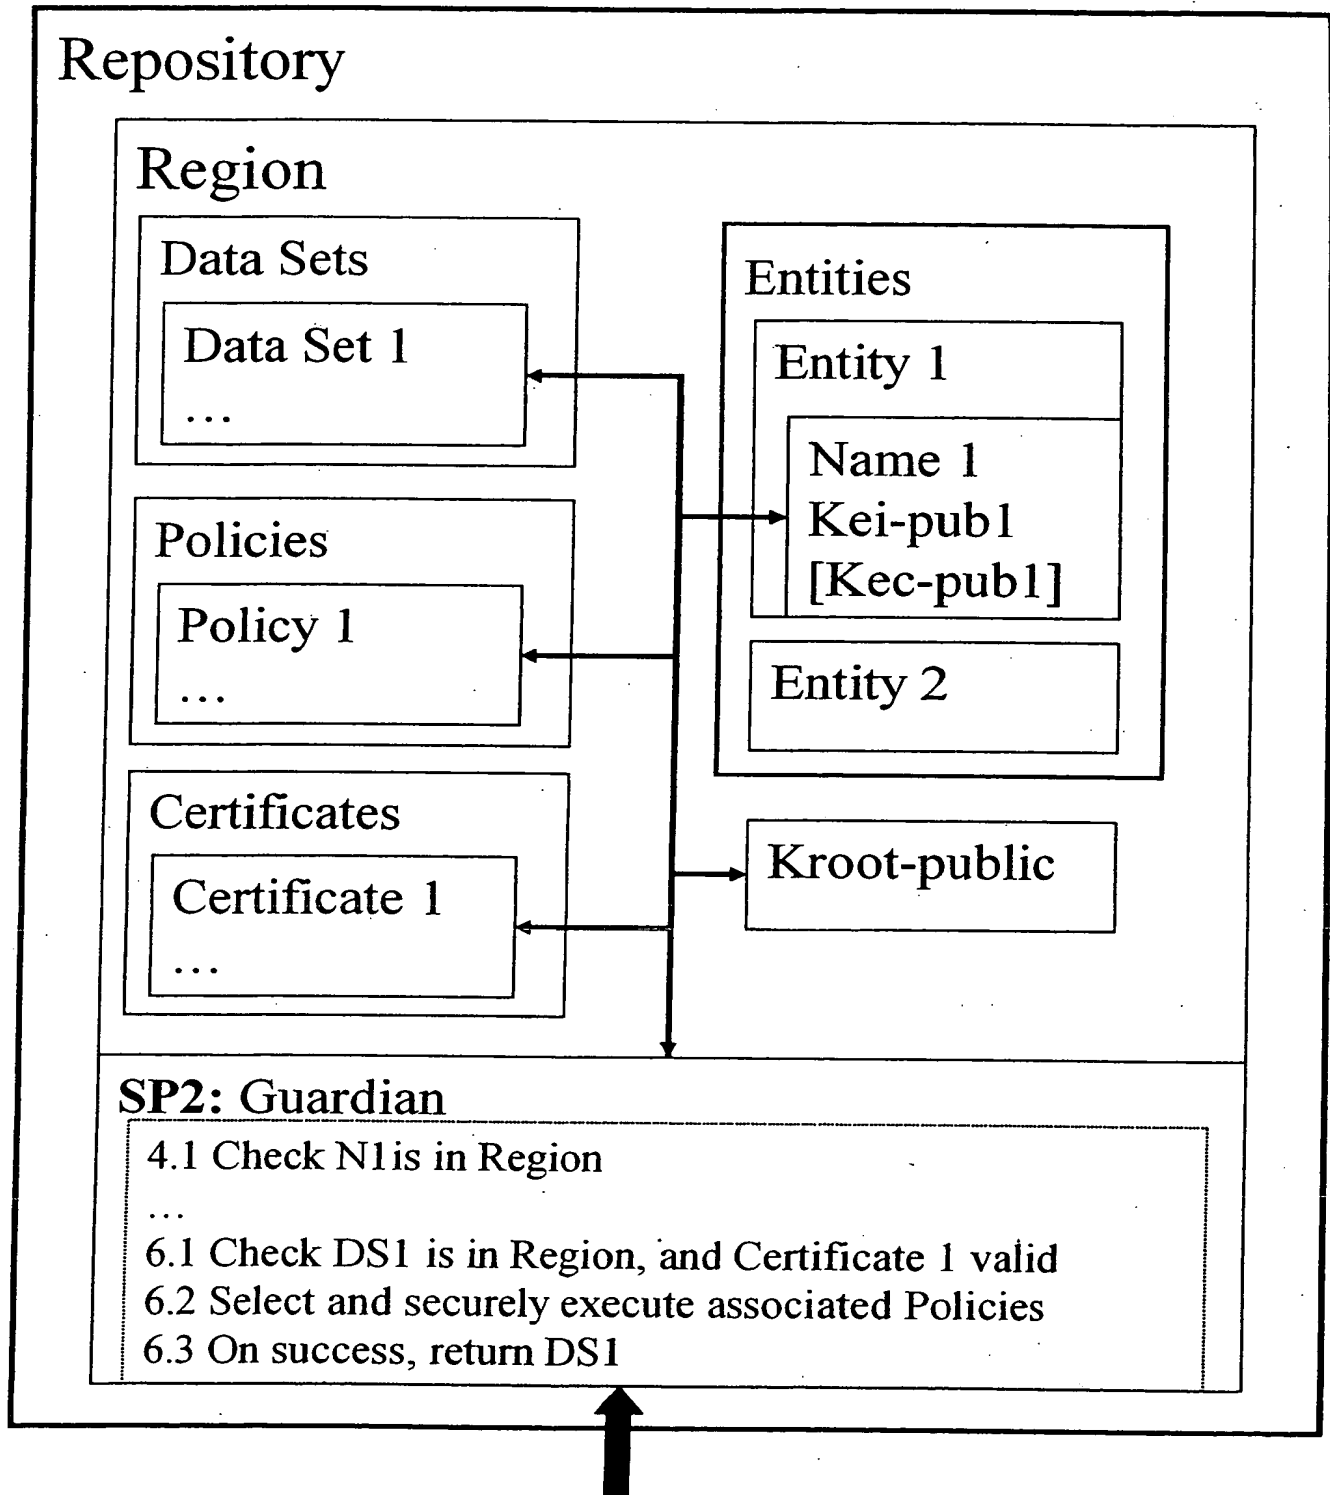 Repository
Region
Data Sets
Data Set 1
...
Policies
Policy 1
...
Certificates
Certificate 1
...
Entities
Entity 1
Name 1
Kei-pub1
[Kec-pub1]
Entity 2
Kroot-public
SP2: Guardian
4.1 Check N1is in Region
...
6.1 Check DS1 is in Region, and Certificate 1 valid
6.2 Select and securely execute associated Policies
6.3 On success, return DS1